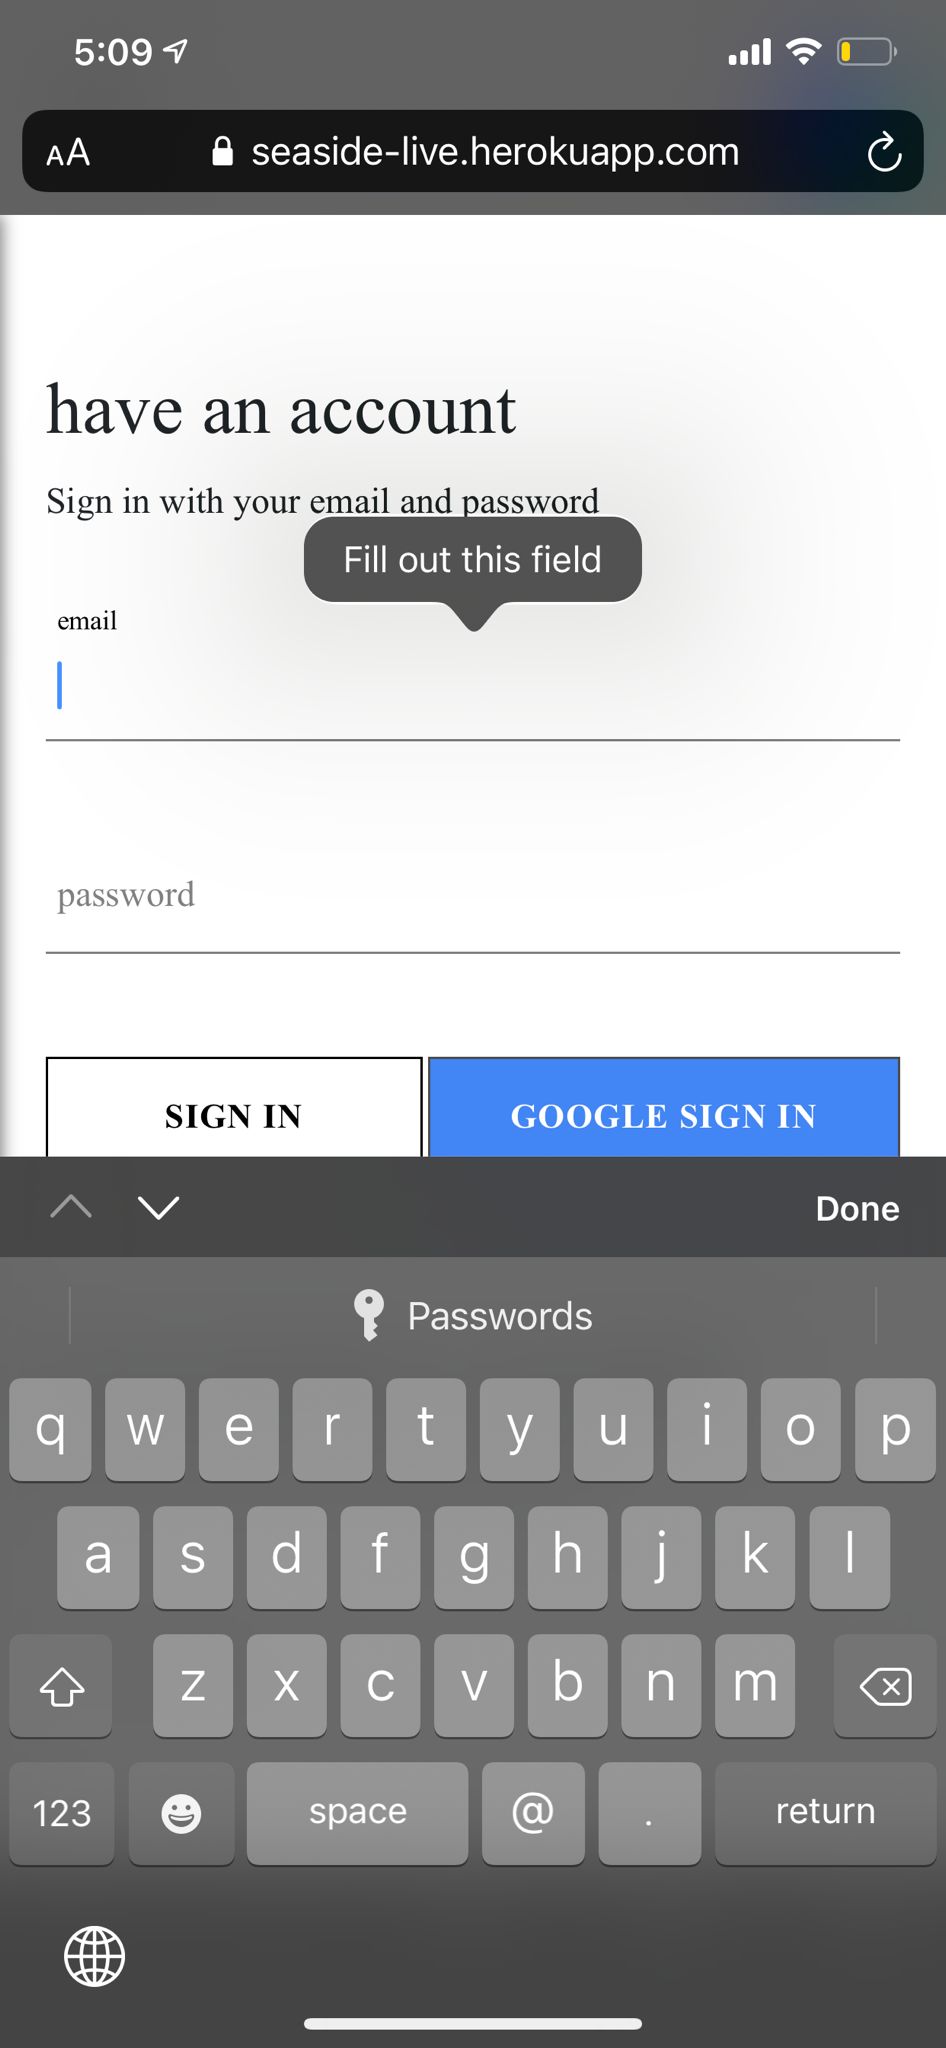 5:09
AA seaside-live.herokuapp.com
have an account
Sign in with your email and password
Fill out this field
email
password
SIGN IN GOOGLE SIGN IN
Done
Passwords
q w e r t y u i o p
a s d f g h j k l
z x c v b n m
123 space @ . return